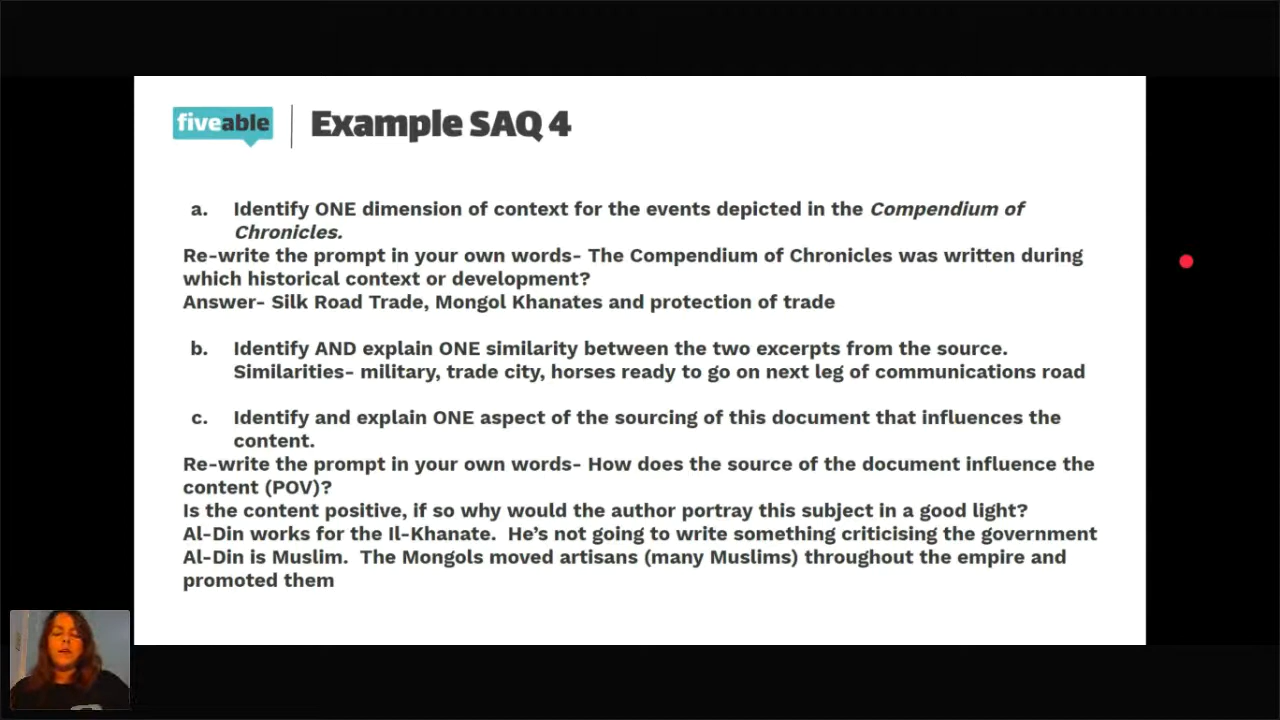 fiveable
Example SAQ 4
a. Identify ONE dimension of context for the events depicted in the Compendium of
Chronicles.
Re-write the prompt in your own words- The Compendium of Chronicles was written during
which historical context or development?
Answer- Silk Road Trade, Mongol Khanates and protection of trade
b. Identify AND explain ONE similarity between the two excerpts from the source.
Similarities- military, trade city, horses ready to go on next leg of communications road
c. Identify and explain ONE aspect of the sourcing of this document that influences the
content.
Re-write the prompt in your own words- How does the source of the document influence the
content (POV)?
Is the content positive, if so why would the author portray this subject in a good light?
Al-Din works for the Il-Khanate.  He's not going to write something criticising the government
Al-Din is Muslim.  The Mongols moved artisans (many Muslims) throughout the empire and
promoted them